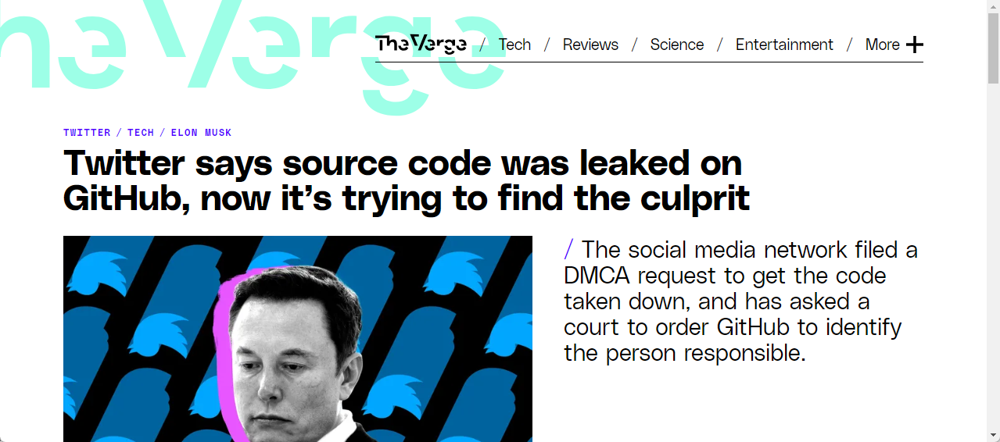 The Verge
The Verge / Tech / Reviews / Science / Entertainment / More +
TWITTER / TECH / ELON MUSK
Twitter says source code was leaked on
GitHub, now it’s trying to find the culprit
/ The social media network filed a
DMCA request to get the code
taken down, and has asked a
court to order GitHub to identify
the person responsible.